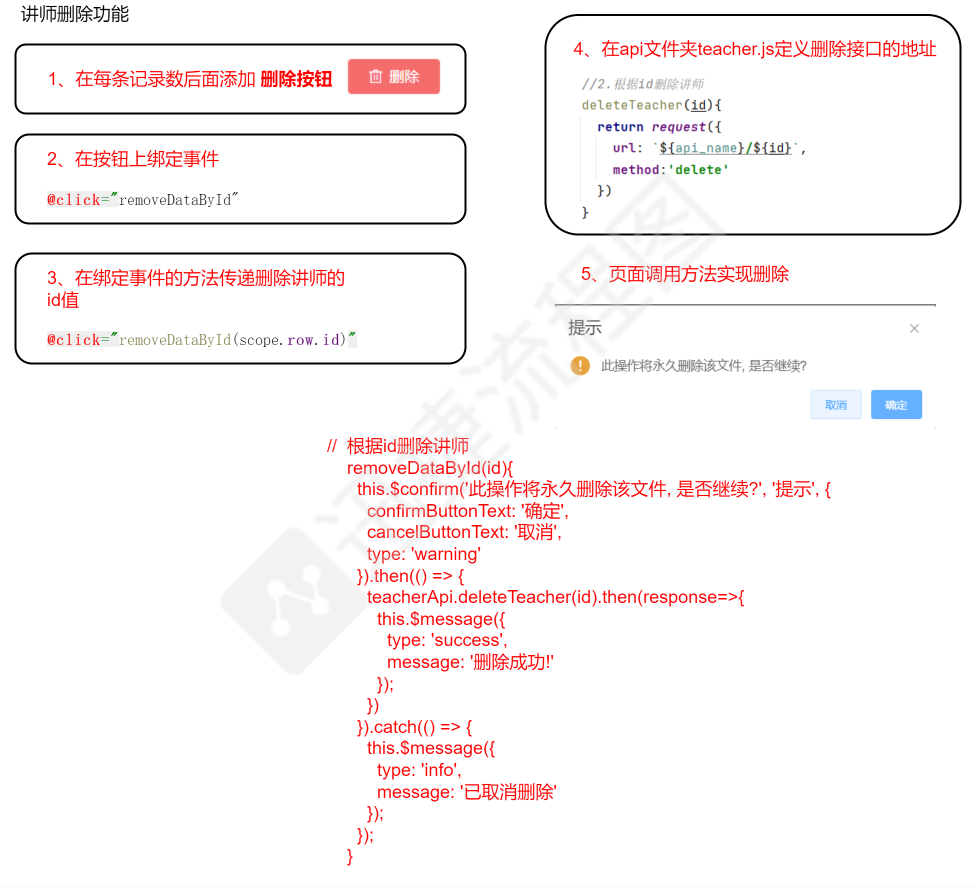 讲师删除功能
1、在每条记录数后面添加 删除按钮
删除
2、在按钮上绑定事件
@click="removeDataById"
3、在绑定事件的方法传递删除讲师的
id值
@click="removeDataById(scope.row.id)"
4、在api文件夹teacher.js定义删除接口的地址
//2.根据id删除讲师
deleteTeacher(id){
return request({
url: `${api_name}/${id}`,
method:'delete'
})
}
5、页面调用方法实现删除
提示
此操作将永久删除该文件, 是否继续?
取消
确定
// 根据id删除讲师
removeDataById(id){
this.$confirm('此操作将永久删除该文件, 是否继续?', '提示', {
confirmButtonText: '确定',
cancelButtonText: '取消',
type: 'warning'
}).then(() => {
teacherApi.deleteTeacher(id).then(response=>{
this.$message({
type: 'success',
message: '删除成功!'
});
})
}).catch(() => {
this.$message({
type: 'info',
message: '已取消删除'
});
});
}
迅捷流程图